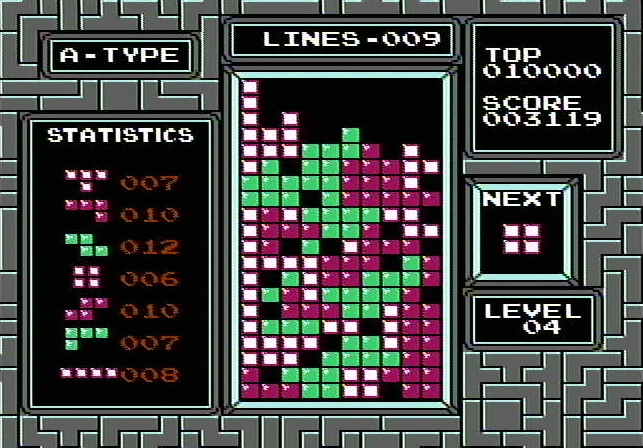 A-TYPE
LINES-009
TOP
010000
SCORE
003119
STATISTICS
007
010
012
006
010
007
008
NEXT
LEVEL
04